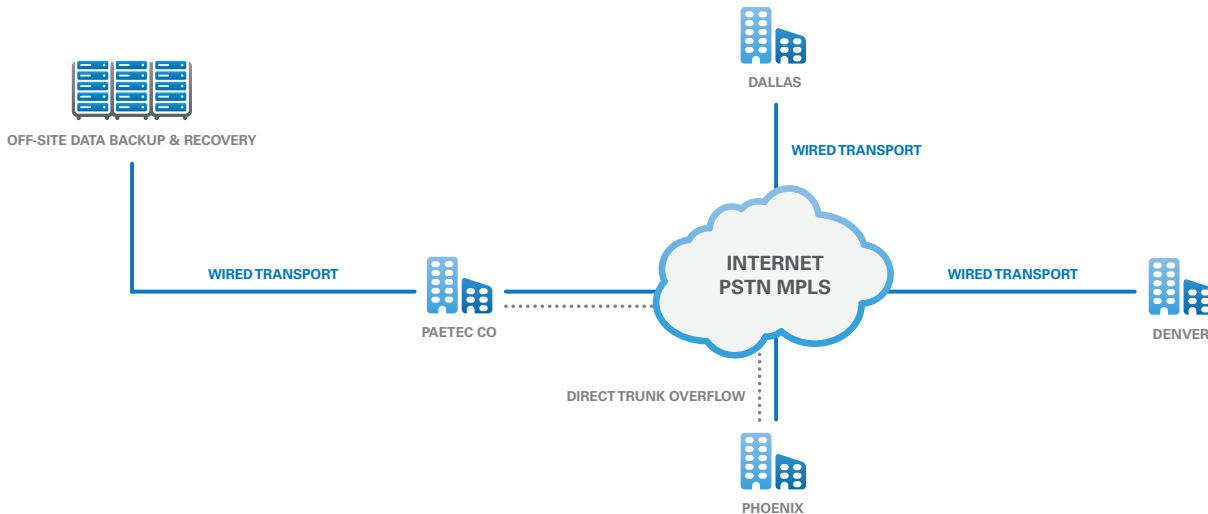 DALLAS
OFF-SITE DATA BACKUP & RECOVERY
WIRED TRANSPORT
INTERNET
PSTN MPLS
WIRED TRANSPORT
WIRED TRANSPORT
PAETEC CO
DENVER
DIRECT TRUNK OVERFLOW
PHOENIX